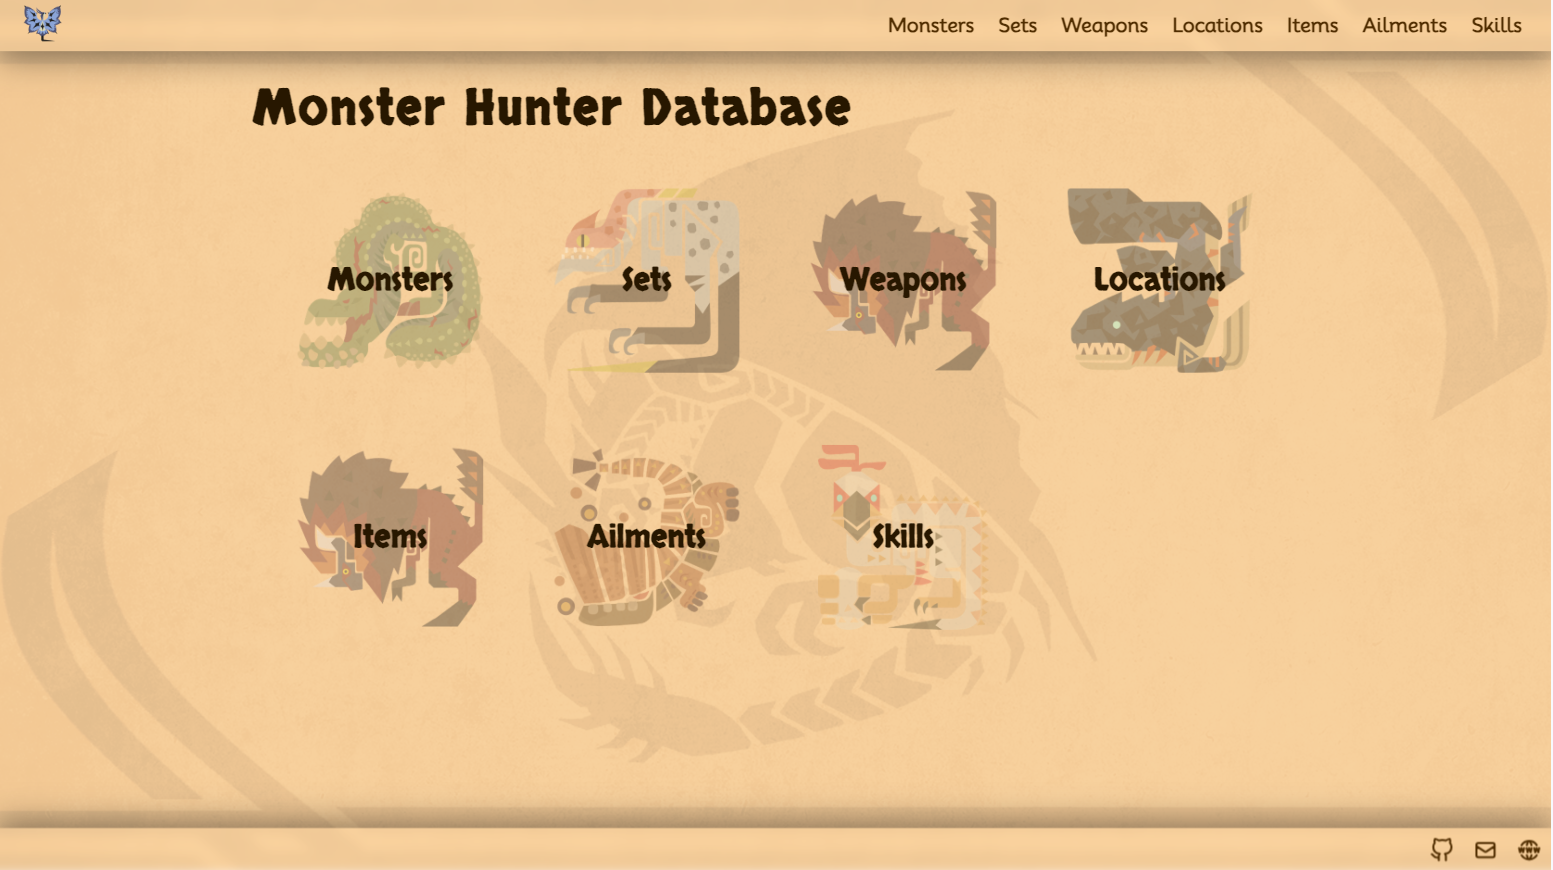 Monsters Sets Weapons Locations Items Ailments Skills
Monster Hunter Database
Monsters
Sets
Weapons
Locations
Items
Ailments
Skills